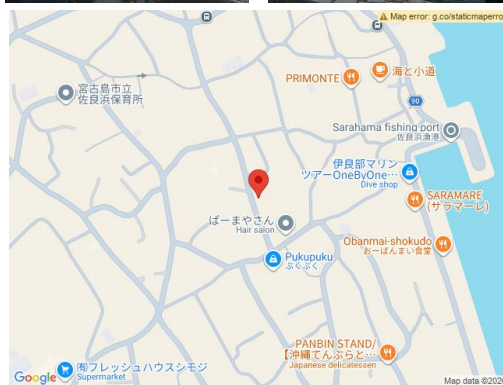 Map error: g.co/staticmaperro
PRIMONTE
海と小道
宮古島市立
佐良浜保育所
90
Sarahama fishing port
佐良浜漁港
伊良部マリン
ツアーOneByOne…
Dive shop
SARAMARE
(サラマーレ)
ぱーまやさん
Hair salon
Obanmai-shokudo
おーばんまい食堂
Pukupuku
ぷくぷく
PANBIN STAND/
【沖縄てんぷらと…
Japanese delicatessen
㈲フレッシュハウスシモジ
Supermarket
Google
Map data ©202